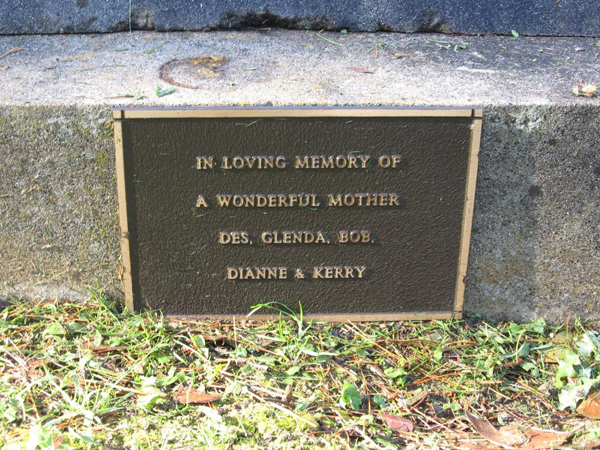 IN LOVING MEMORY OF
A WONDERFUL MOTHER
DES, GLENDA, BOB,
DIANNE & KERRY